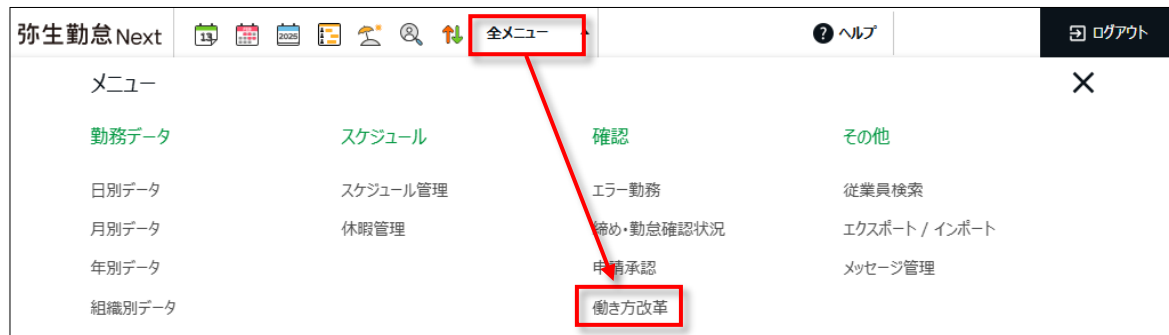 弥生勤怠 Next 13 2025 全メニュー ヘルプ ログアウト
メニュー
勤務データ スケジュール 確認 その他
日別データ スケジュール管理 エラー勤務 従業員検索
月別データ 休暇管理 締め・勤怠確認状況 エクスポート / インポート
年別データ 申請承認 メッセージ管理
組織別データ 働き方改革